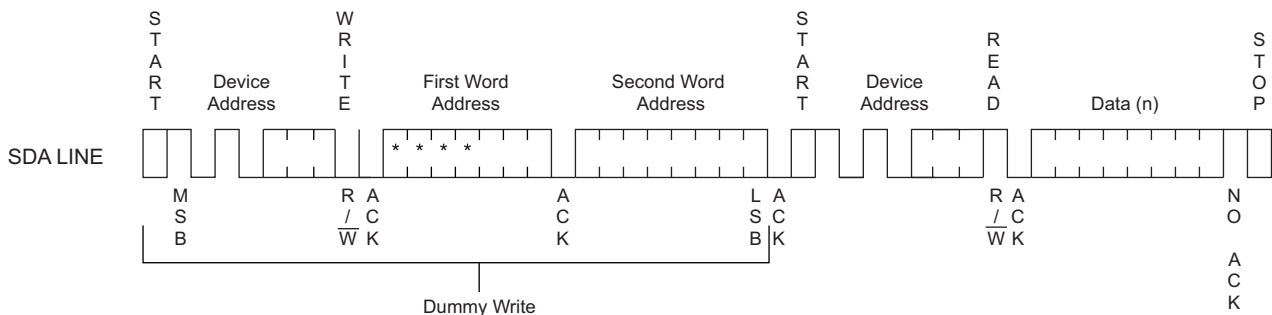 START
WRITE
START
READ
STOP
Device
Address
First Word
Address
Second Word
Address
Device
Address
Data (n)
SDA LINE
* * * *
MSB
R/W
ACK
ACK
LSB
ACK
R/W
ACK
NO ACK
Dummy Write